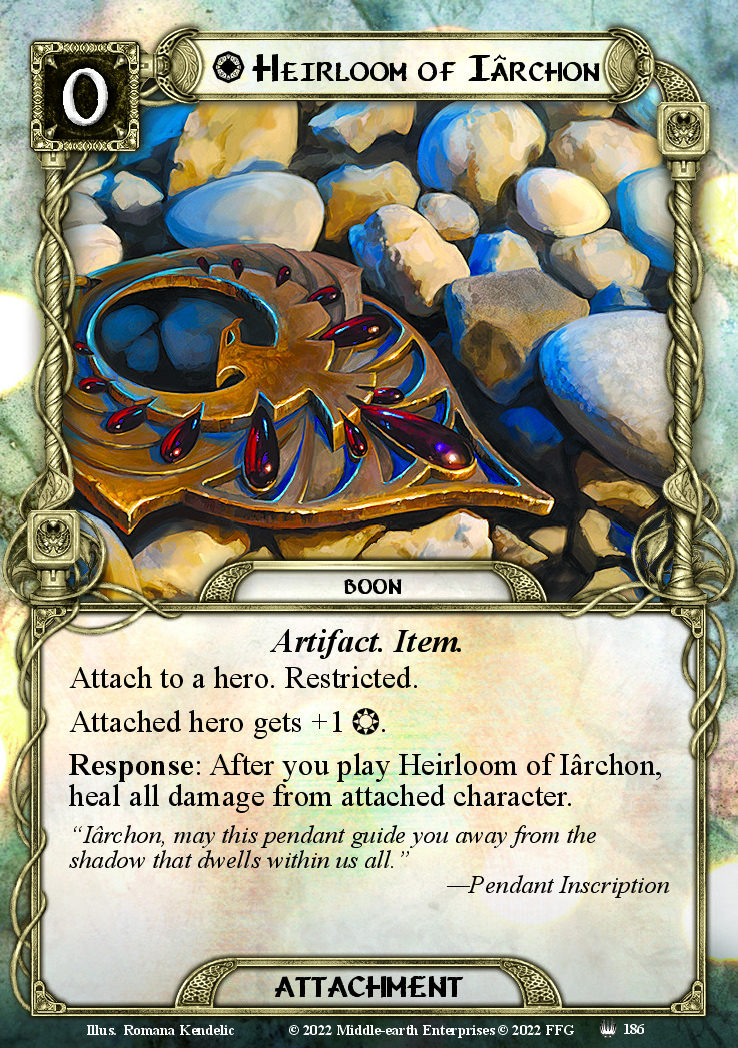 0
Heirloom of Iârchon
BOON
Artifact. Item.
Attach to a hero. Restricted.
Attached hero gets +1 .
Response: After you play Heirloom of Iârchon,
heal all damage from attached character.
“Iârchon, may this pendant guide you away from the
shadow that dwells within us all.”
—Pendant Inscription
ATTACHMENT
Illus. Romana Kendelic © 2022 Middle-earth Enterprises © 2022 FFG 186